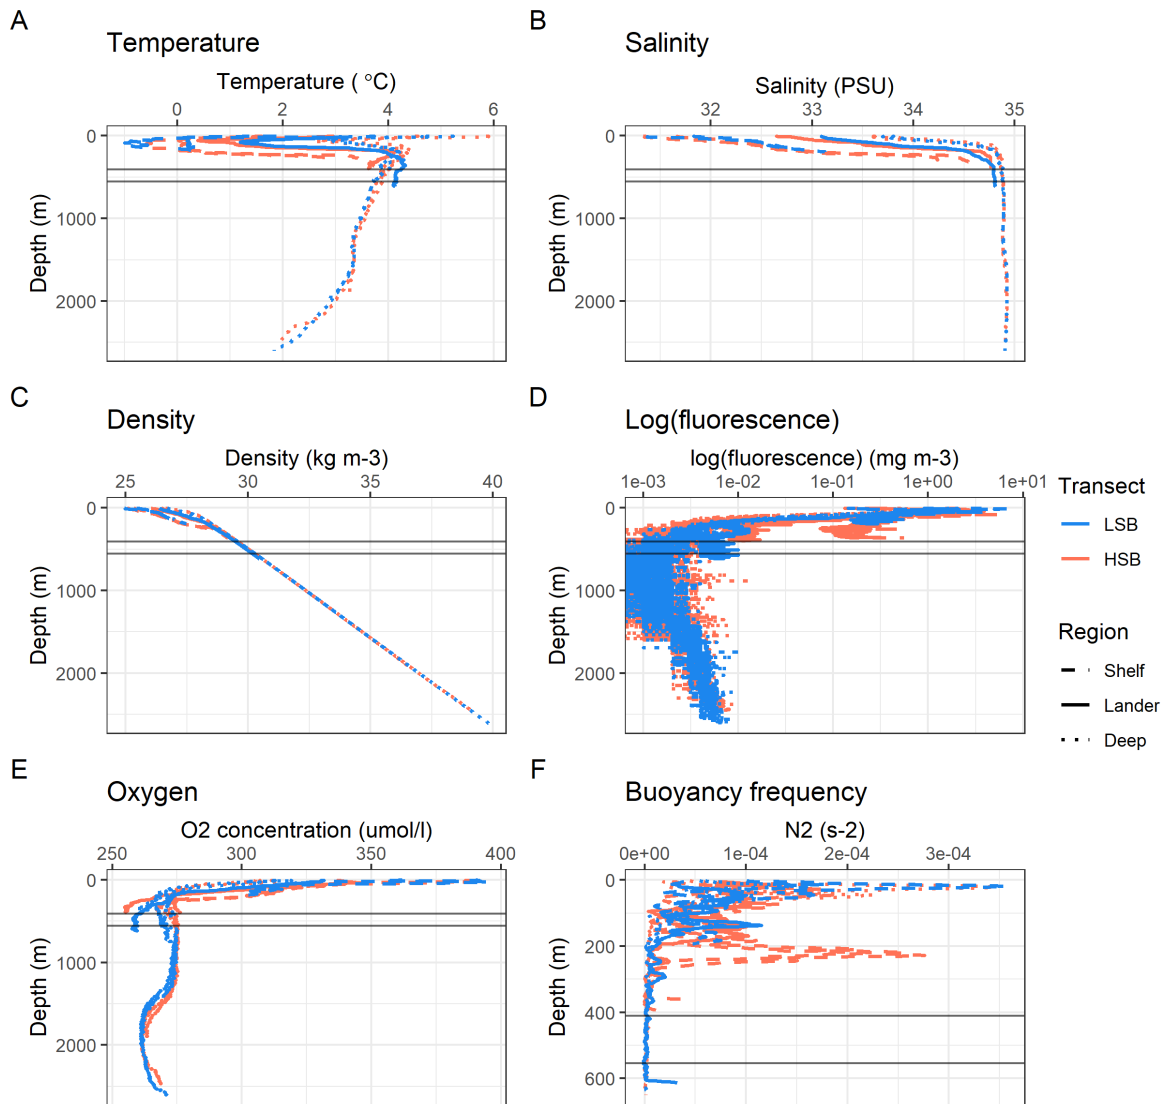 A
Temperature
Temperature ( °C)
0 2 4 6
Depth (m)
0
1000
2000
B
Salinity
Salinity (PSU)
32 33 34 35
Depth (m)
0
1000
2000
C
Density
Density (kg m-3)
25 30 35 40
Depth (m)
0
1000
2000
D
Log(fluorescence)
log(fluorescence) (mg m-3)
1e-03 1e-02 1e-01 1e+00 1e+01
Depth (m)
0
1000
2000
Transect
LSB
HSB
Region
Shelf
Lander
Deep
E
Oxygen
O2 concentration (umol/l)
250 300 350 400
Depth (m)
0
1000
2000
F
Buoyancy frequency
N2 (s-2)
0e+00 1e-04 2e-04 3e-04
Depth (m)
0
200
400
600